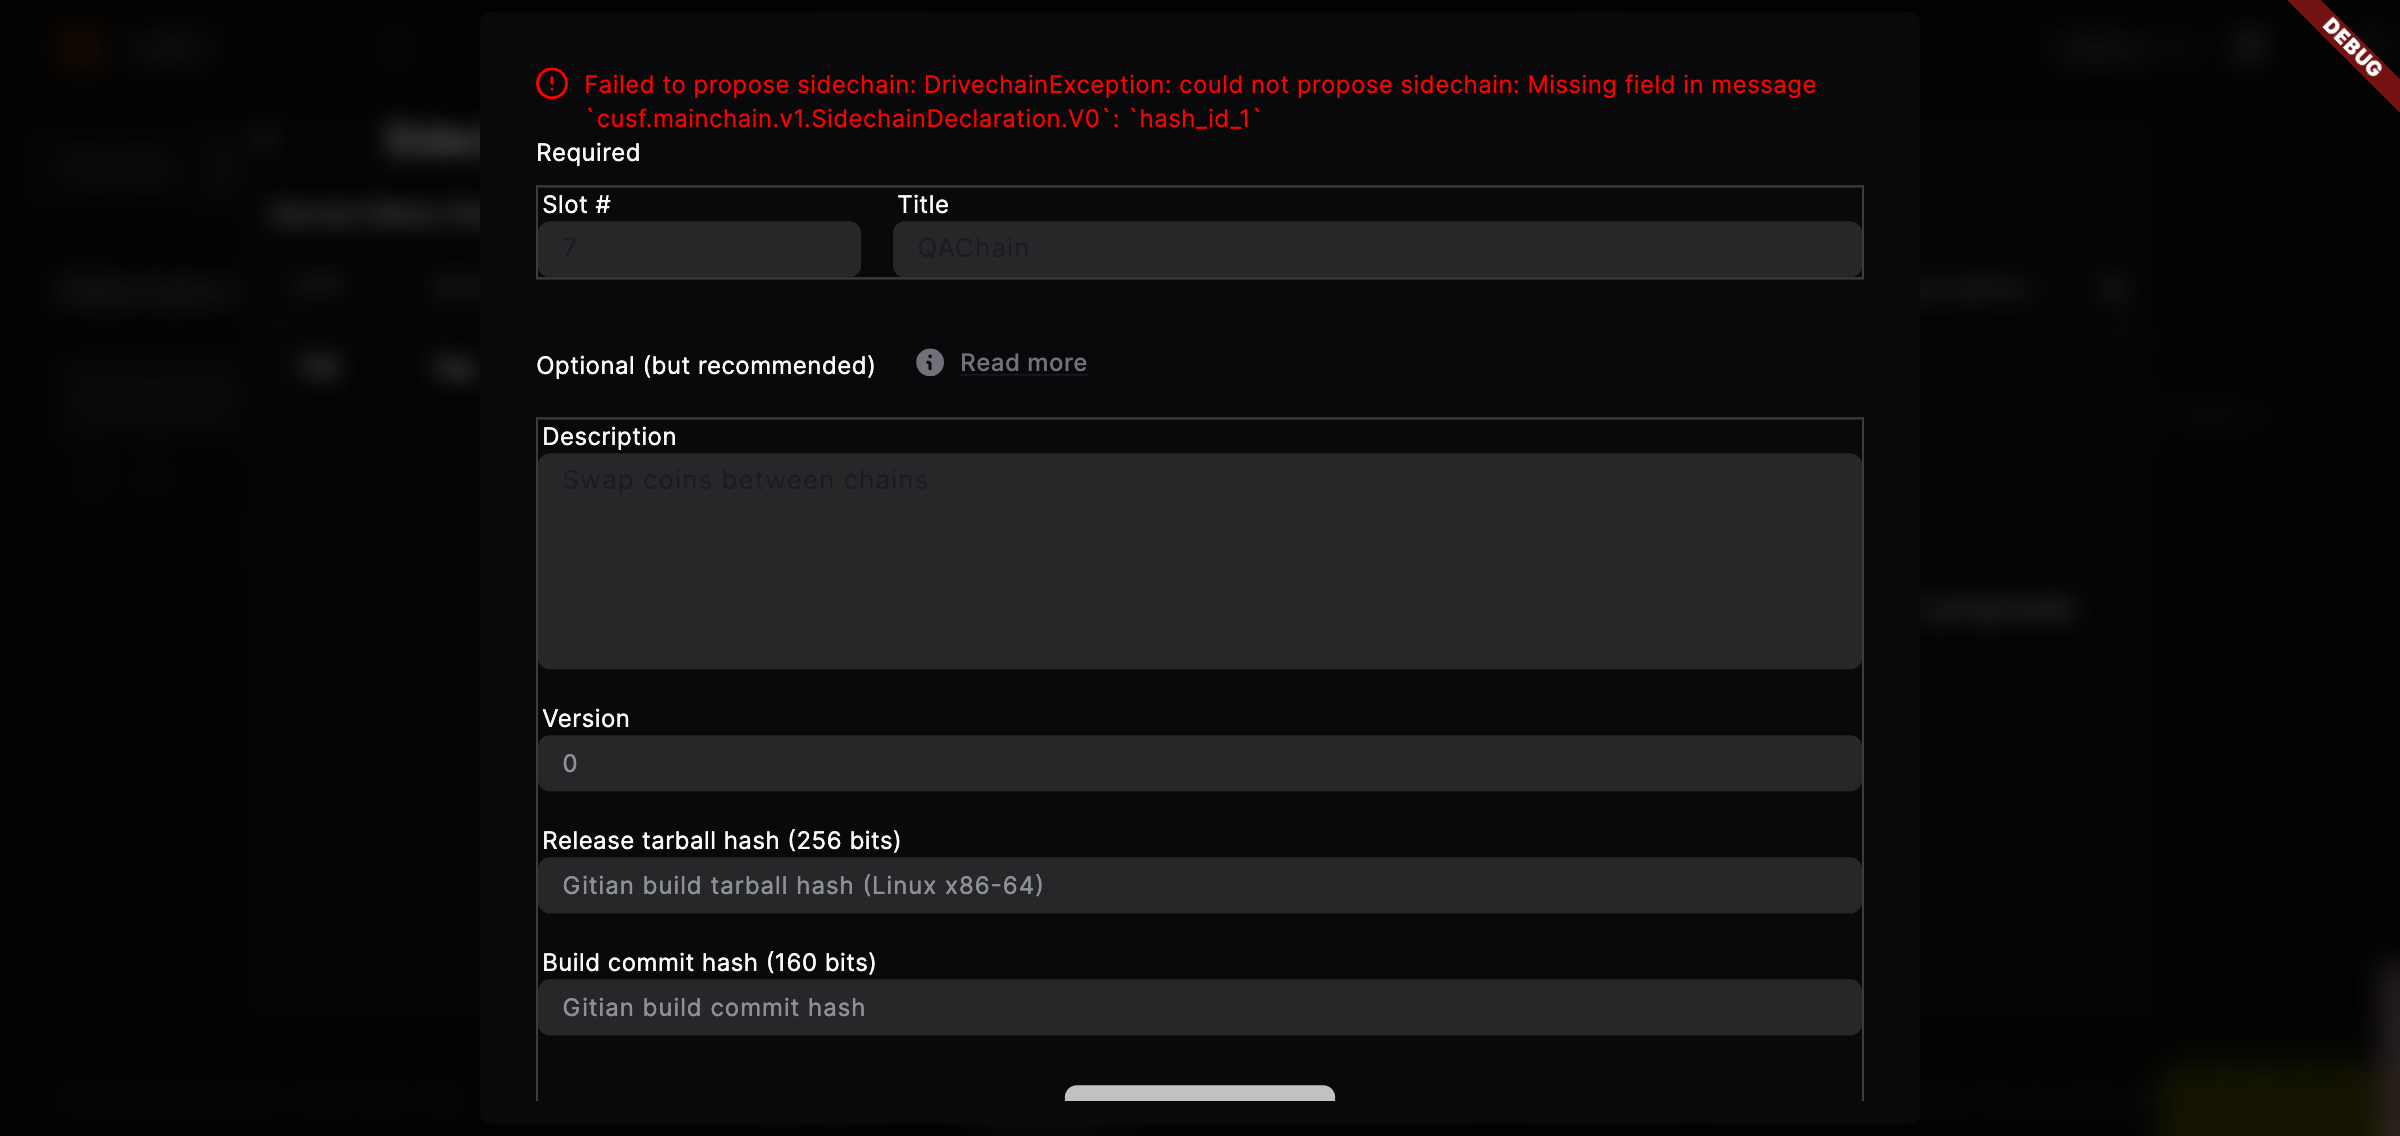 DEBUG
Failed to propose sidechain: DrivechainException: could not propose sidechain: Missing field in message
`cusf.mainchain.v1.SidechainDeclaration.V0`: `hash_id_1`
Required
Slot # Title
7 QAChain
Optional (but recommended) Read more
Description
Swap coins between chains
Version
0
Release tarball hash (256 bits)
Gitian build tarball hash (Linux x86-64)
Build commit hash (160 bits)
Gitian build commit hash